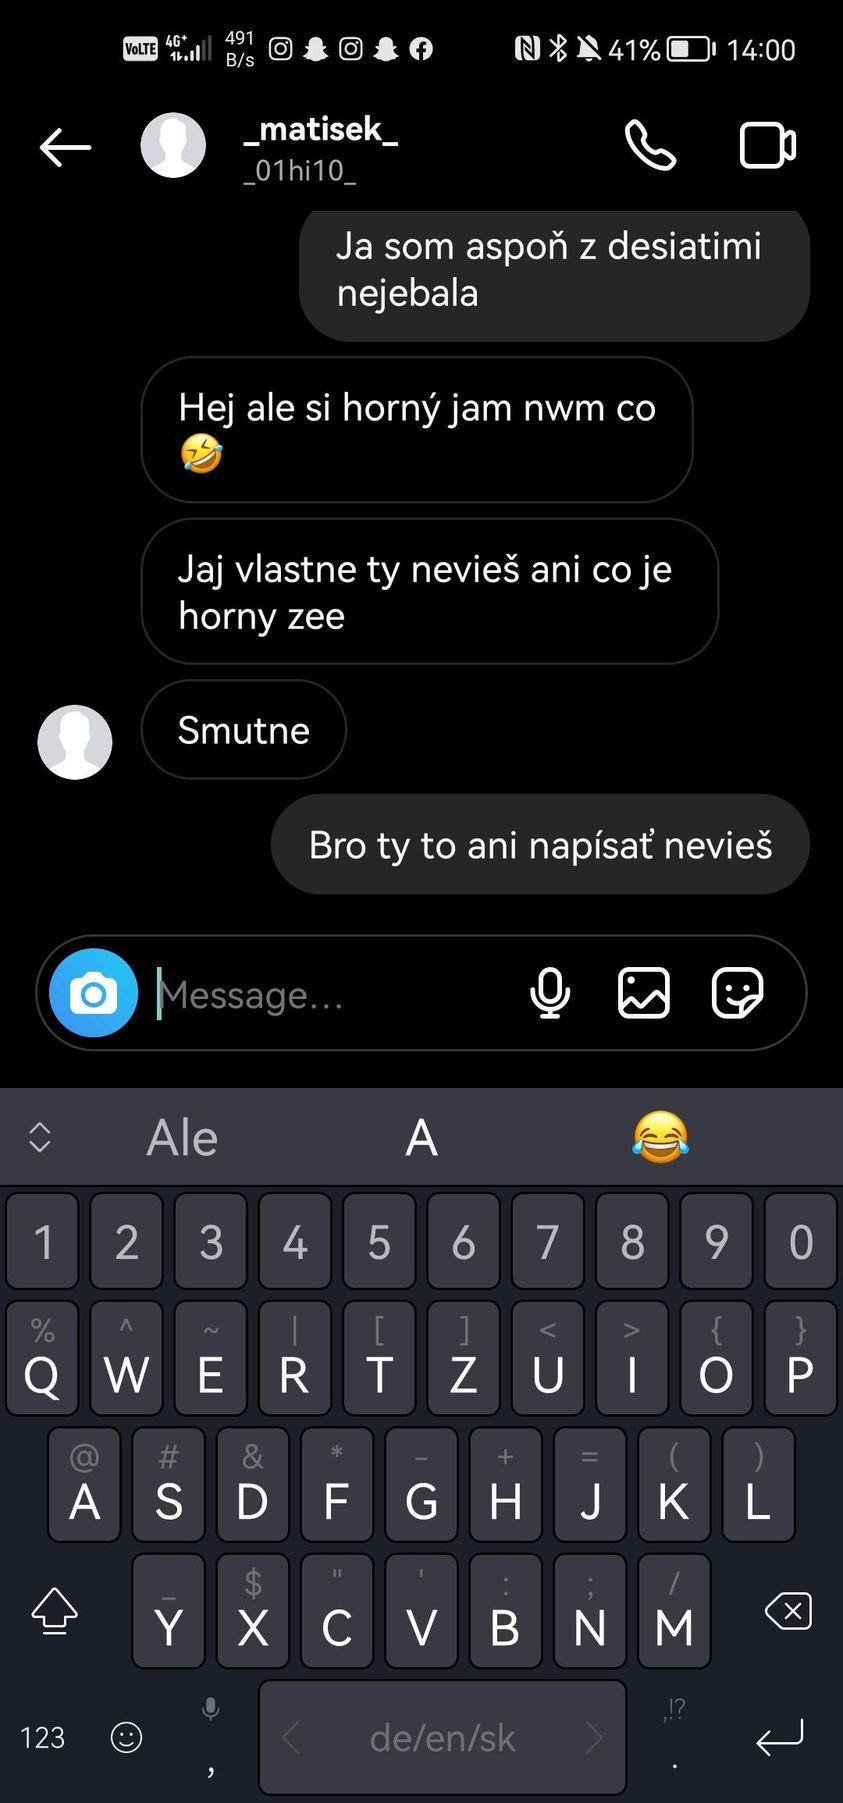 VoLTE 4G+ 491 B/s 41% 14:00
_matisek_
_01hi10_
Ja som aspoň z desiatimi
nejebala
Hej ale si horný jam nwm co
🤣
Jaj vlastne ty nevieš ani co je
horny zee
Smutne
Bro ty to ani napísať nevieš
Message...
Ale A 😂
1 2 3 4 5 6 7 8 9 0
% ^ ~ | [ ] < > { }
Q W E R T Z U I O P
@ # & * - + = ( )
A S D F G H J K L
_ $ " ' : ; /
Y X C V B N M
123 , < de/en/sk > ,!? .